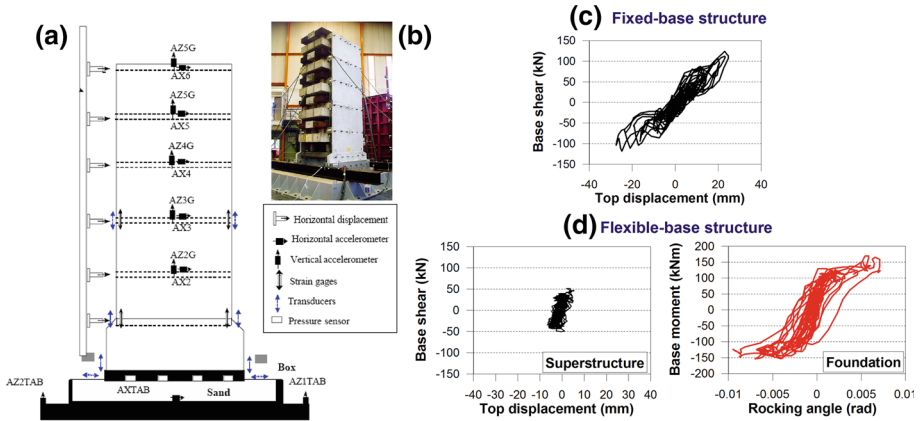 (a)
AZ5G
AX6
AZ5G
AX5
AZ4G
AX4
AZ3G
AX3
AZ2G
AX2
Box
AZ2TAB
AXTAB
Sand
AZ1TAB
(b)
Horizontal displacement
Horizontal accelerometer
Vertical accelerometer
Strain gages
Transducers
Pressure sensor
(c) Fixed-base structure
Base shear (kN)
150
100
50
0
-50
-100
-150
-40 -20 0 20 40
Top displacement (mm)
(d) Flexible-base structure
Base shear (kN)
150
100
50
0
-50
-100
-150
Superstructure
-40 -30 -20 -10 0 10 20 30 40
Top displacement (mm)
Base moment (kNm)
200
150
100
50
0
-50
-100
-150
-200
Foundation
-0.01 -0.005 0 0.005 0.01
Rocking angle (rad)